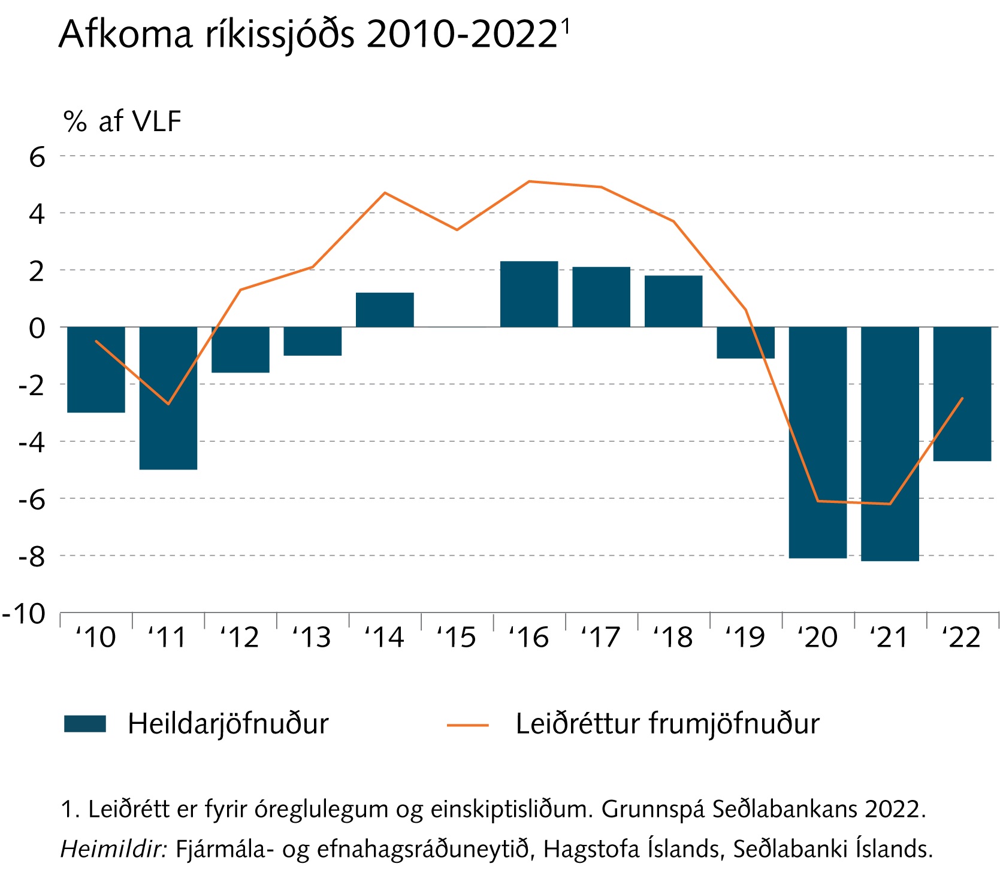 Afkoma ríkissjóðs 2010-2022¹
% af VLF
6
4
2
0
-2
-4
-6
-8
-10
‘10 ‘11 ‘12 ‘13 ‘14 ‘15 ‘16 ‘17 ‘18 ‘19 ‘20 ‘21 ‘22
Heildarjöfnuður Leiðréttur frumjöfnuður
1. Leiðrétt er fyrir óreglulegum og einskiptisliðum. Grunnspá Seðlabankans 2022.
Heimildir: Fjármála- og efnahagsráðuneytið, Hagstofa Íslands, Seðlabanki Íslands.